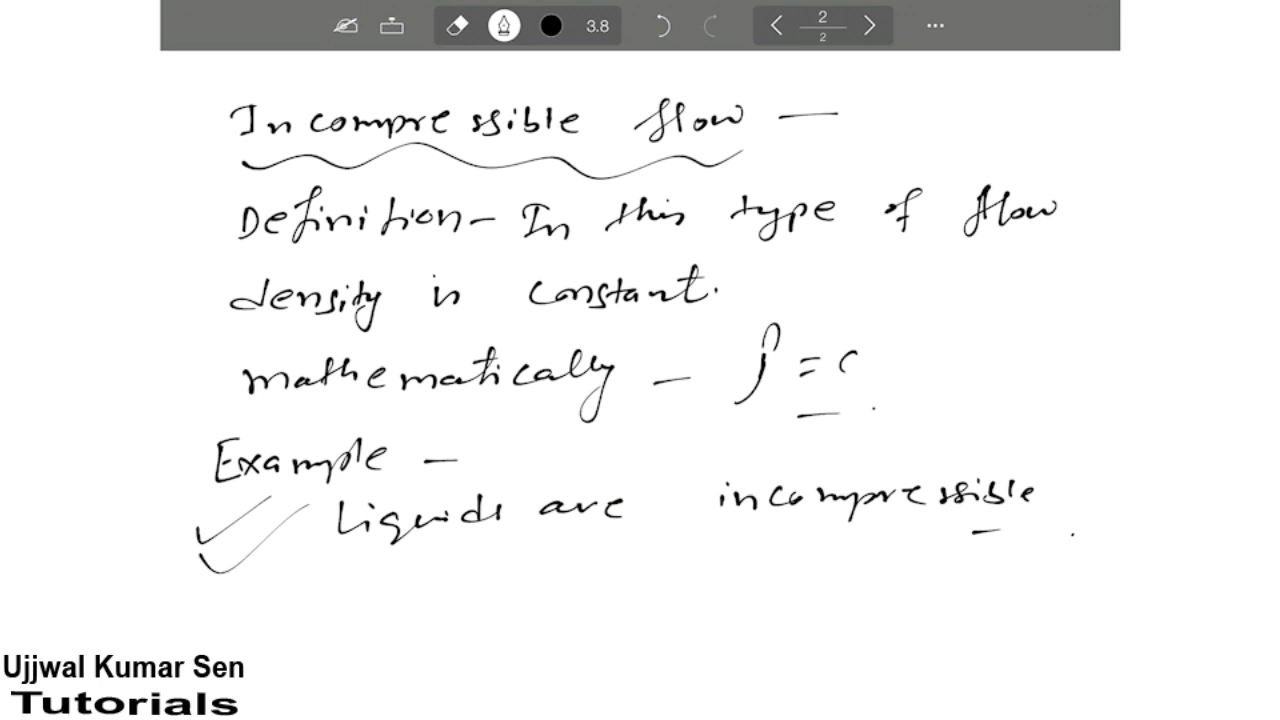 3.8
2
2
Incompressible flow —
Definition - In this type of flow
density is constant.
mathematically — ρ = c
Example —
Liquids are incompressible.
Ujjwal Kumar Sen
Tutorials